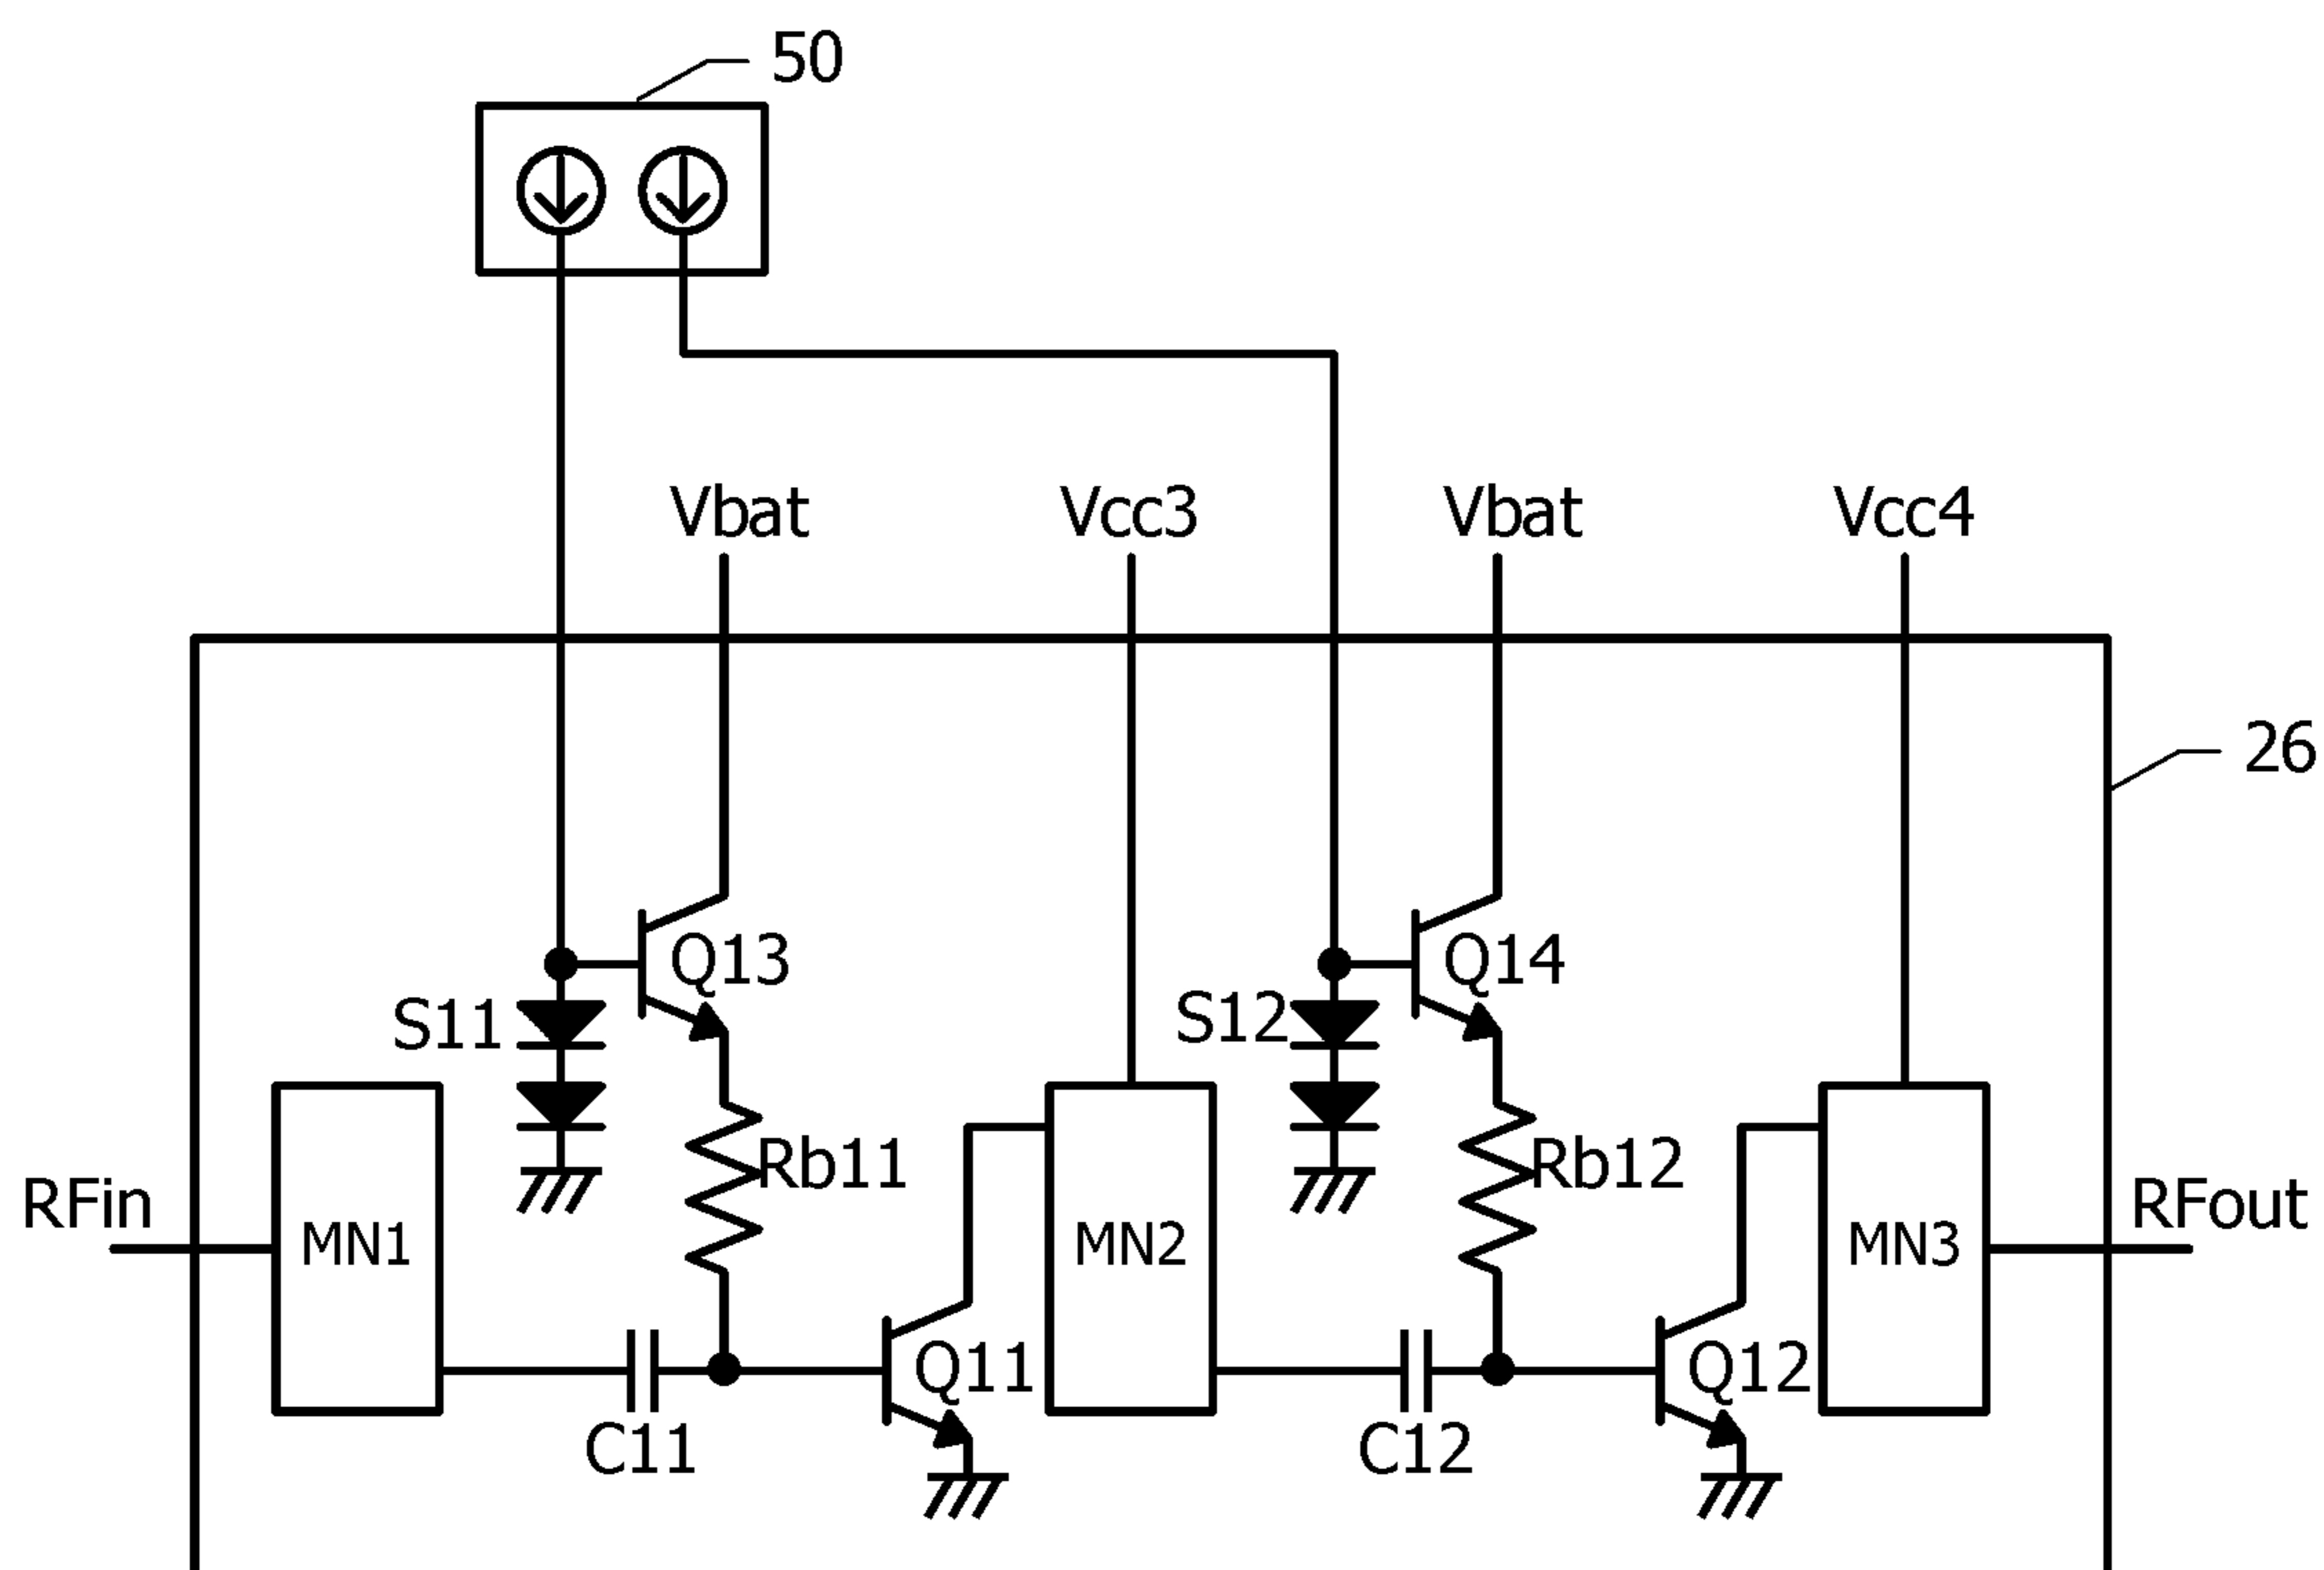 50
Vbat
Vcc3
Vbat
Vcc4
26
Q13
Q14
S11
S12
Rb11
Rb12
RFin
RFout
MN1
MN2
MN3
Q11
Q12
C11
C12